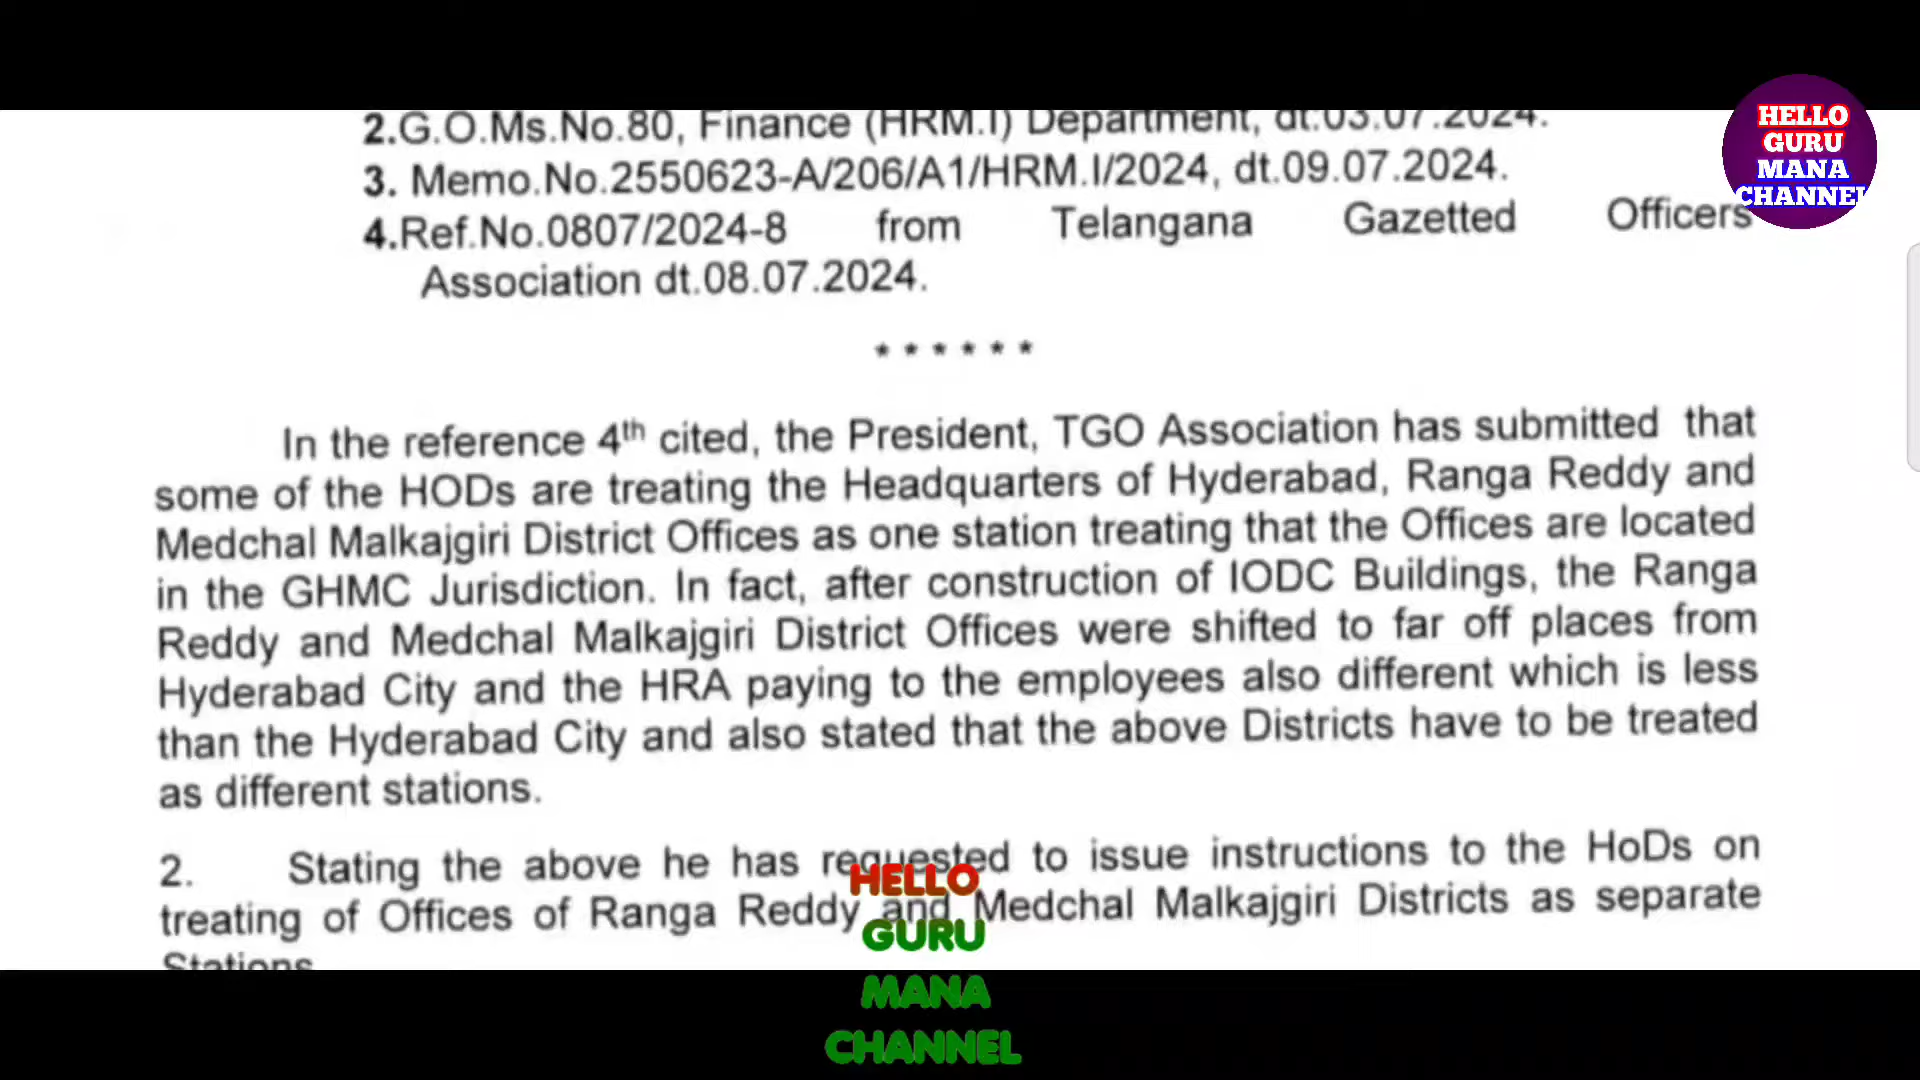 2.G.O.Ms.No.80, Finance (HRM.I) Department, dt.03.07.2024.
3. Memo.No.2550623-A/206/A1/HRM.I/2024, dt.09.07.2024.
4.Ref.No.0807/2024-8 from Telangana Gazetted Officers
Association dt.08.07.2024.
* * * * * *
In the reference 4th cited, the President, TGO Association has submitted that
some of the HODs are treating the Headquarters of Hyderabad, Ranga Reddy and
Medchal Malkajgiri District Offices as one station treating that the Offices are located
in the GHMC Jurisdiction. In fact, after construction of IODC Buildings, the Ranga
Reddy and Medchal Malkajgiri District Offices were shifted to far off places from
Hyderabad City and the HRA paying to the employees also different which is less
than the Hyderabad City and also stated that the above Districts have to be treated
as different stations.
2. Stating the above he has requested to issue instructions to the HoDs on
treating of Offices of Ranga Reddy and Medchal Malkajgiri Districts as separate
Stations.
HELLO
GURU
MANA
CHANNEL
HELLO
GURU
MANA
CHANNEL